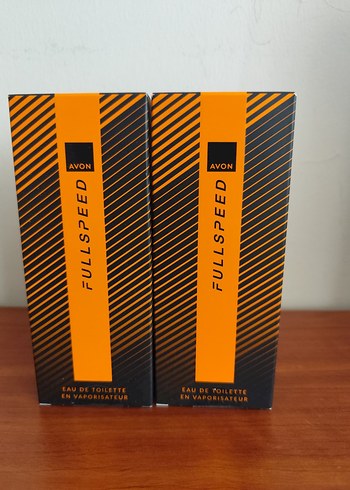 AVON
FULLSPEED
EAU DE TOILETTE
EN VAPORISATEUR
AVON
FULLSPEED
EAU DE TOILETTE
EN VAPORISATEUR